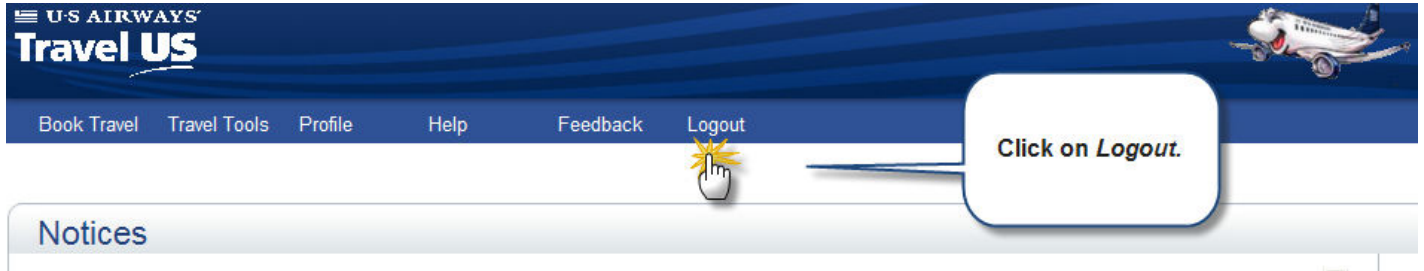 U·S AIRWAYS
Travel US
Book Travel Travel Tools Profile Help Feedback Logout
Click on Logout.
Notices